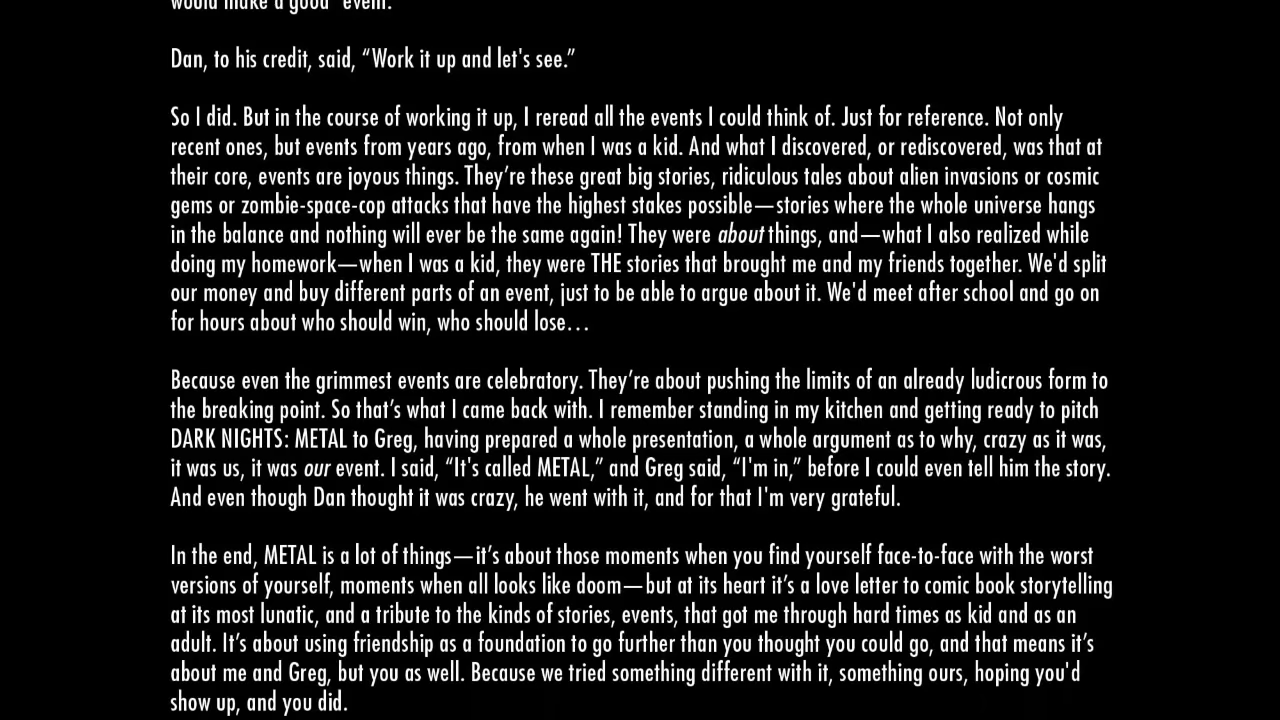 would make a good "event."
Dan, to his credit, said, “Work it up and let's see.”
So I did. But in the course of working it up, I reread all the events I could think of. Just for reference. Not only
recent ones, but events from years ago, from when I was a kid. And what I discovered, or rediscovered, was that at
their core, events are joyous things. They’re these great big stories, ridiculous tales about alien invasions or cosmic
gems or zombie-space-cop attacks that have the highest stakes possible—stories where the whole universe hangs
in the balance and nothing will ever be the same again! They were about things, and—what I also realized while
doing my homework—when I was a kid, they were THE stories that brought me and my friends together. We'd split
our money and buy different parts of an event, just to be able to argue about it. We'd meet after school and go on
for hours about who should win, who should lose…
Because even the grimmest events are celebratory. They’re about pushing the limits of an already ludicrous form to
the breaking point. So that’s what I came back with. I remember standing in my kitchen and getting ready to pitch
DARK NIGHTS: METAL to Greg, having prepared a whole presentation, a whole argument as to why, crazy as it was,
it was us, it was our event. I said, “It's called METAL,” and Greg said, “I'm in,” before I could even tell him the story.
And even though Dan thought it was crazy, he went with it, and for that I'm very grateful.
In the end, METAL is a lot of things—it’s about those moments when you find yourself face-to-face with the worst
versions of yourself, moments when all looks like doom—but at its heart it’s a love letter to comic book storytelling
at its most lunatic, and a tribute to the kinds of stories, events, that got me through hard times as kid and as an
adult. It’s about using friendship as a foundation to go further than you thought you could go, and that means it’s
about me and Greg, but you as well. Because we tried something different with it, something ours, hoping you'd
show up, and you did.